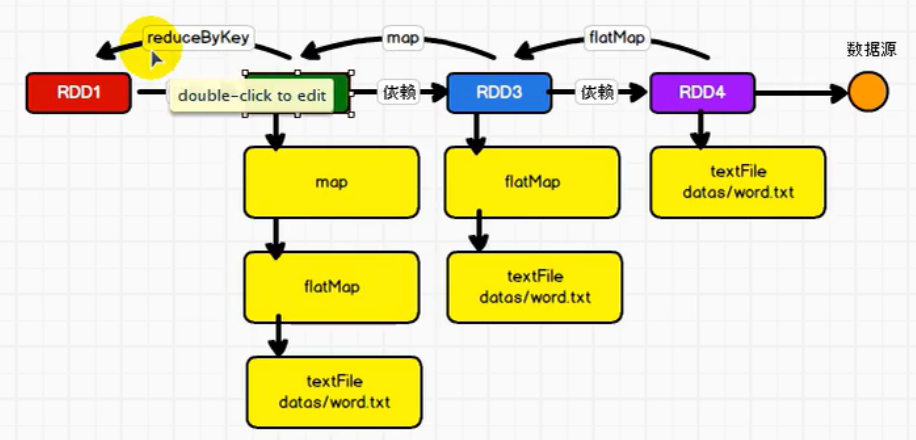 reduceByKey
map
flatMap
数据源
RDD1
double-click to edit
依赖
RDD3
依赖
RDD4
map
flatMap
textFile
datas/word.txt
flatMap
textFile
datas/word.txt
textFile
datas/word.txt